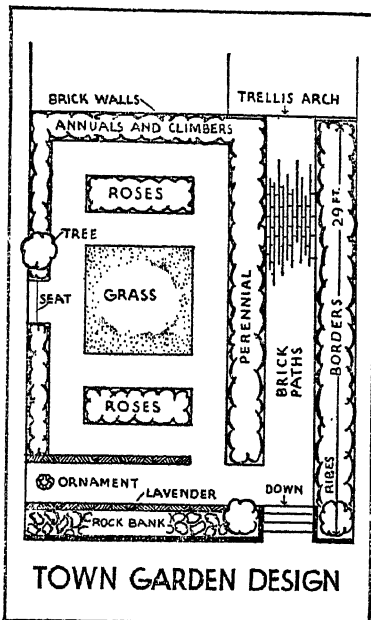 BRICK WALLS
TRELLIS ARCH
ANNUALS AND CLIMBERS
ROSES
TREE
SEAT
GRASS
PERENNIAL
BRICK PATHS
BORDERS 29 FT.
ROSES
RIBES
ORNAMENT
LAVENDER
DOWN
ROCK BANK
TOWN GARDEN DESIGN